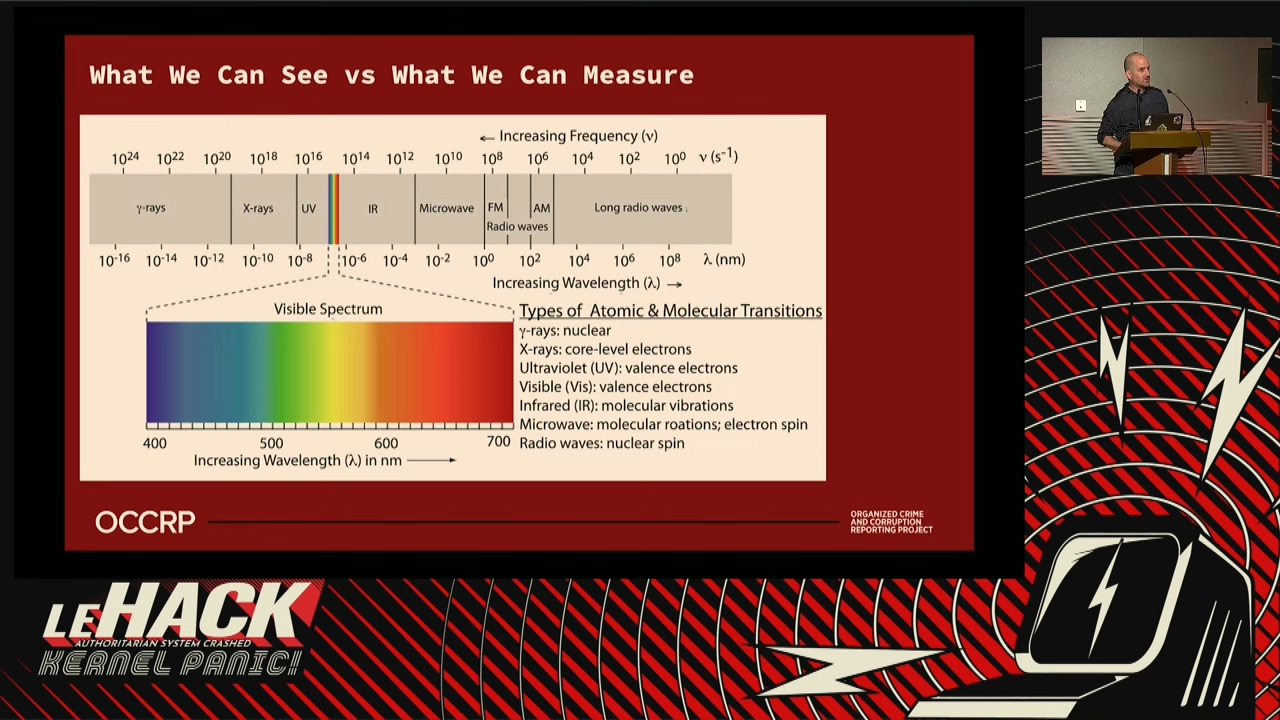 What We Can See vs What We Can Measure
← Increasing Frequency (ν)
10²⁴ 10²² 10²⁰ 10¹⁸ 10¹⁶ 10¹⁴ 10¹² 10¹⁰ 10⁸ 10⁶ 10⁴ 10² 10⁰ ν (s⁻¹)
γ-rays X-rays UV IR Microwave FM AM Long radio waves
Radio waves
10⁻¹⁶ 10⁻¹⁴ 10⁻¹² 10⁻¹⁰ 10⁻⁸ 10⁻⁶ 10⁻⁴ 10⁻² 10⁰ 10² 10⁴ 10⁶ 10⁸ λ (nm)
Increasing Wavelength (λ) →
Visible Spectrum
400 500 600 700
Increasing Wavelength (λ) in nm →
Types of Atomic & Molecular Transitions
γ-rays: nuclear
X-rays: core-level electrons
Ultraviolet (UV): valence electrons
Visible (Vis): valence electrons
Infrared (IR): molecular vibrations
Microwave: molecular roations; electron spin
Radio waves: nuclear spin
OCCRP
ORGANIZED CRIME
AND CORRUPTION
REPORTING PROJECT
LEHACK
AUTHORITARIAN SYSTEM CRASHED
KERNEL PANIC!